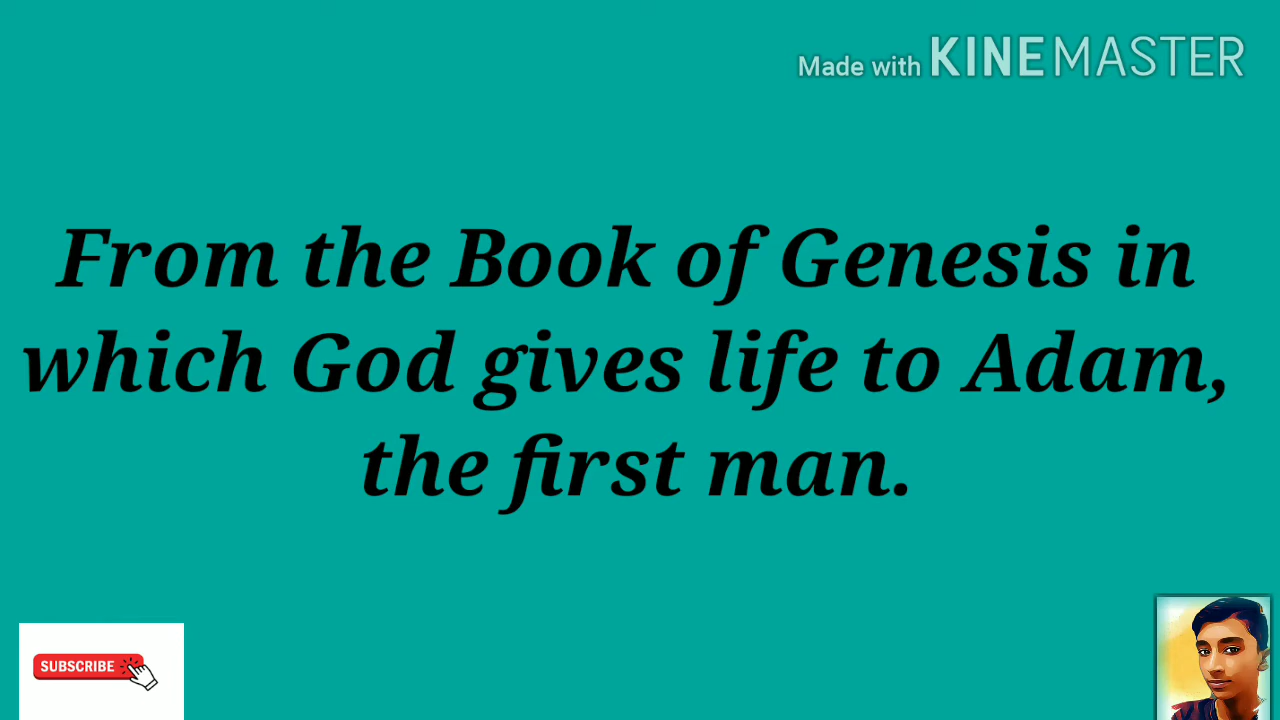 Made with KINEMASTER
From the Book of Genesis in
which God gives life to Adam,
the first man.
SUBSCRIBE